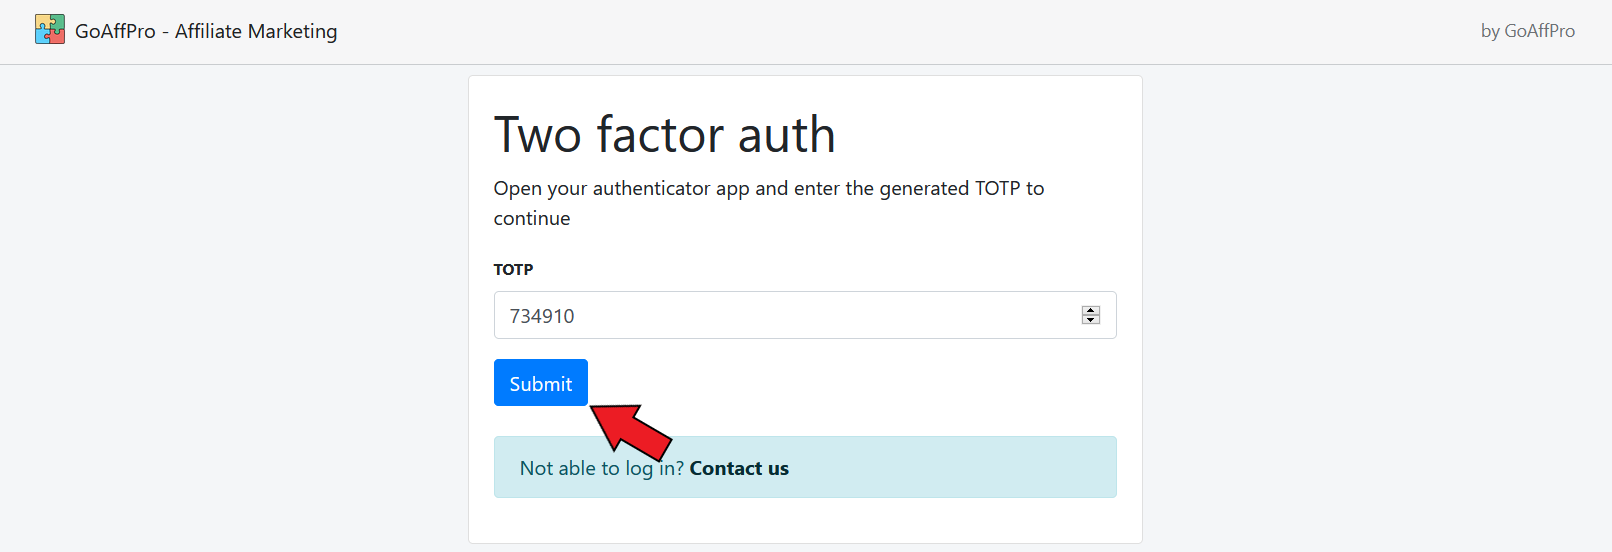 GoAffPro - Affiliate Marketing
by GoAffPro
Two factor auth
Open your authenticator app and enter the generated TOTP to
continue
TOTP
734910
Submit
Not able to log in? Contact us